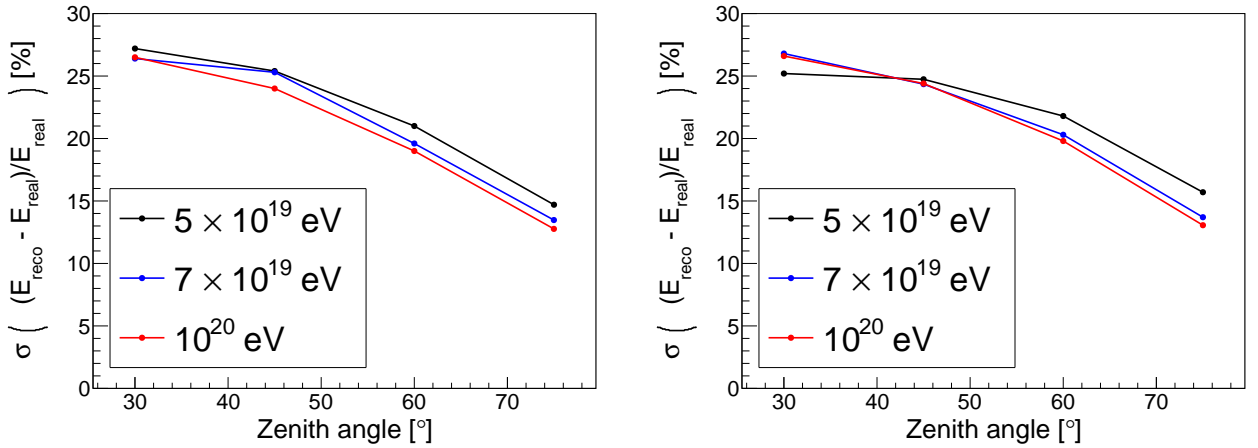 σ ( (E_reco - E_real)/E_real ) [%]
30
25
20
15
10
5
0
5 × 10^19 eV
7 × 10^19 eV
10^20 eV
30 40 50 60 70
Zenith angle [°]
σ ( (E_reco - E_real)/E_real ) [%]
30
25
20
15
10
5
0
5 × 10^19 eV
7 × 10^19 eV
10^20 eV
30 40 50 60 70
Zenith angle [°]